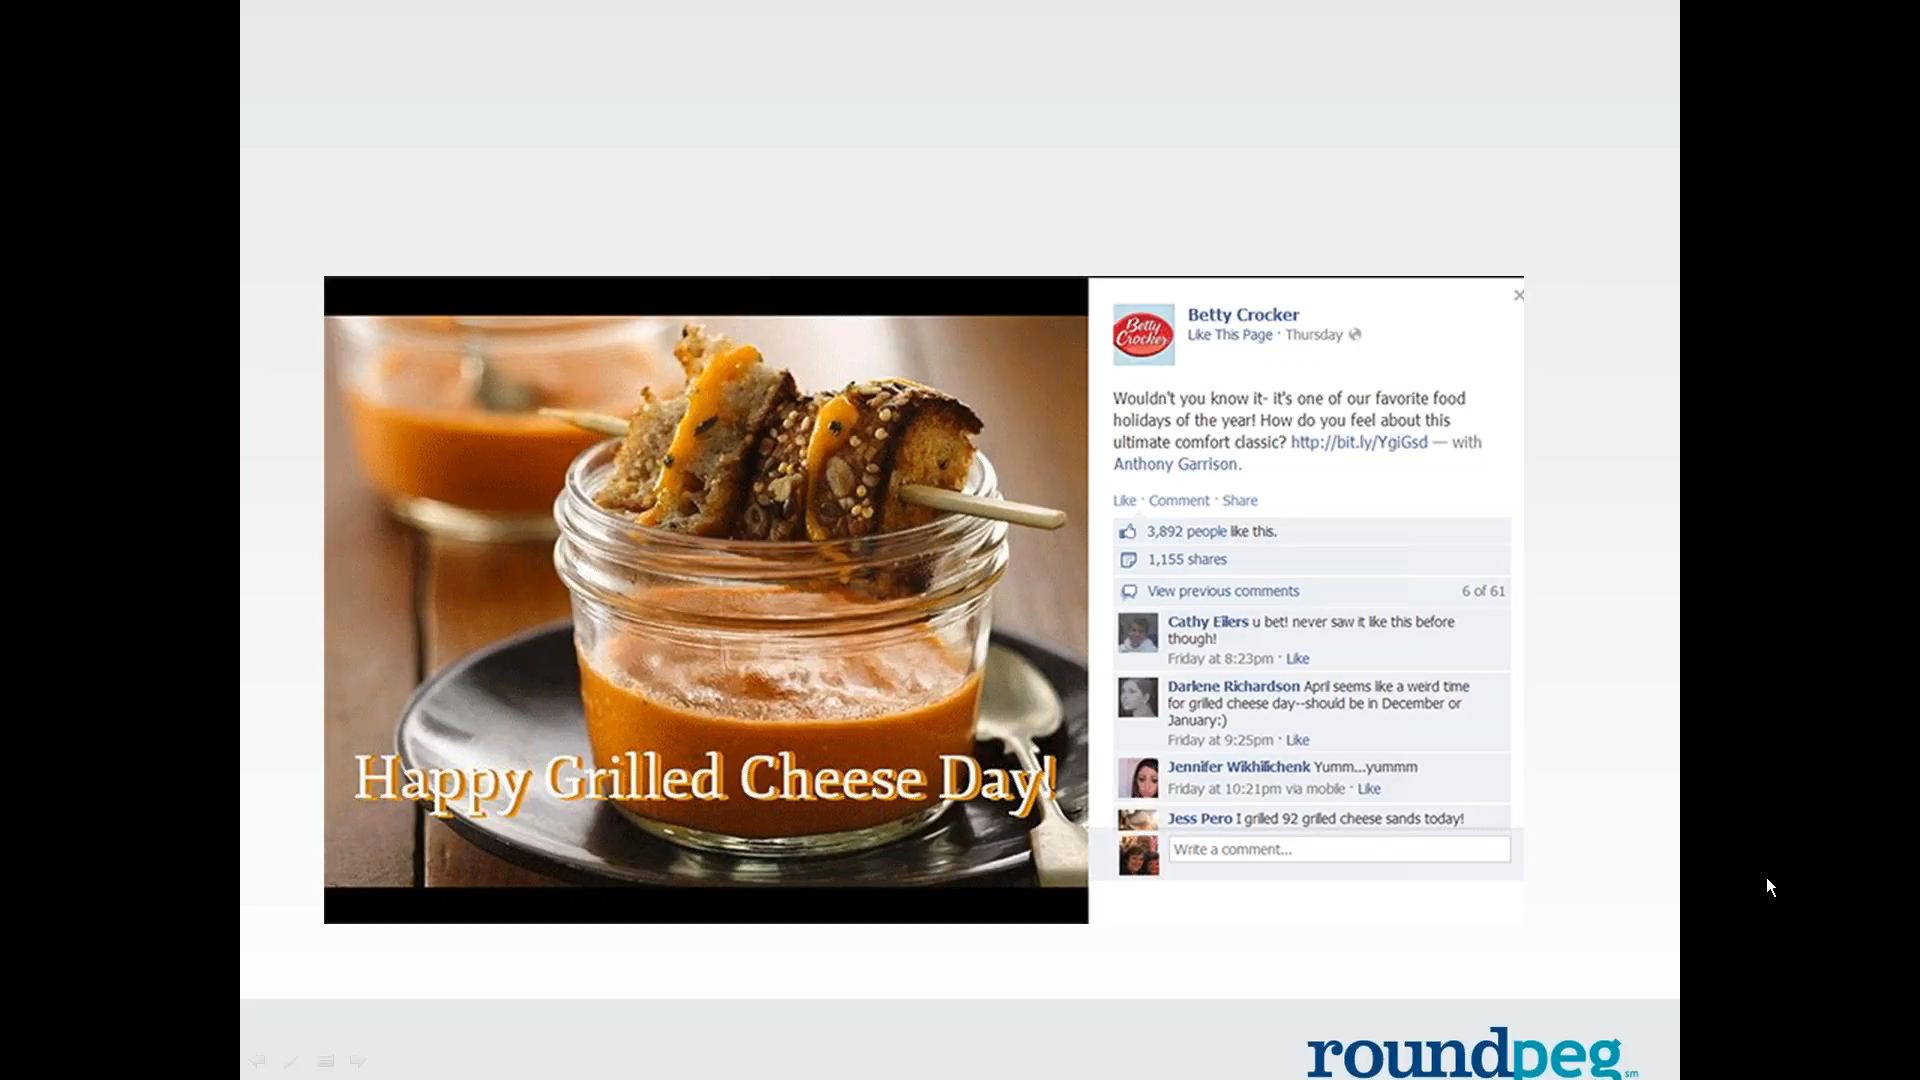 Happy Grilled Cheese Day!
Betty Crocker
Betty Crocker
Like This Page · Thursday
Wouldn't you know it- it's one of our favorite food
holidays of the year! How do you feel about this
ultimate comfort classic? http://bit.ly/YgiGsd — with
Anthony Garrison.
Like · Comment · Share
3,892 people like this.
1,155 shares
View previous comments 6 of 61
Cathy Eilers u bet! never saw it like this before
though!
Friday at 8:23pm · Like
Darlene Richardson April seems like a weird time
for grilled cheese day--should be in December or
January:)
Friday at 9:25pm · Like
Jennifer Wikhilichenk Yumm...yummm
Friday at 10:21pm via mobile · Like
Jess Pero I grilled 92 grilled cheese sands today!
Write a comment...
roundpeg sm